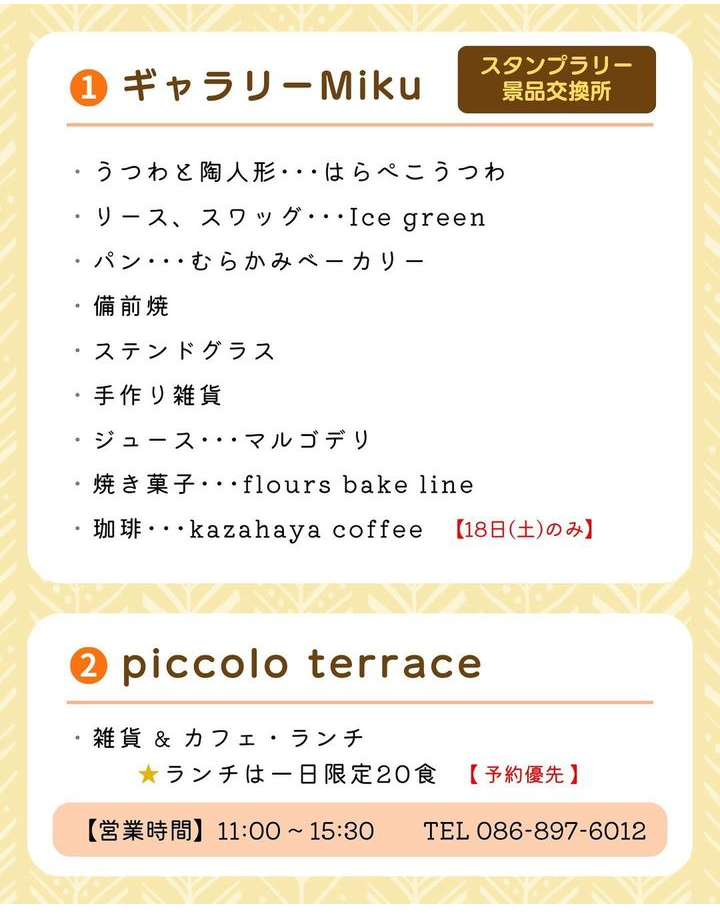 1 ギャラリーMiku
スタンプラリー
景品交換所
・うつわと陶人形･･･はらぺこうつわ
・リース、スワッグ･･･Ice green
・パン･･･むらかみベーカリー
・備前焼
・ステンドグラス
・手作り雑貨
・ジュース･･･マルゴデリ
・焼き菓子･･･flours bake line
・珈琲･･･kazahaya coffee 【18日(土)のみ】
2 piccolo terrace
・雑貨 & カフェ・ランチ
★ランチは一日限定20食 【予約優先】
【営業時間】11:00～15:30 TEL 086-897-6012